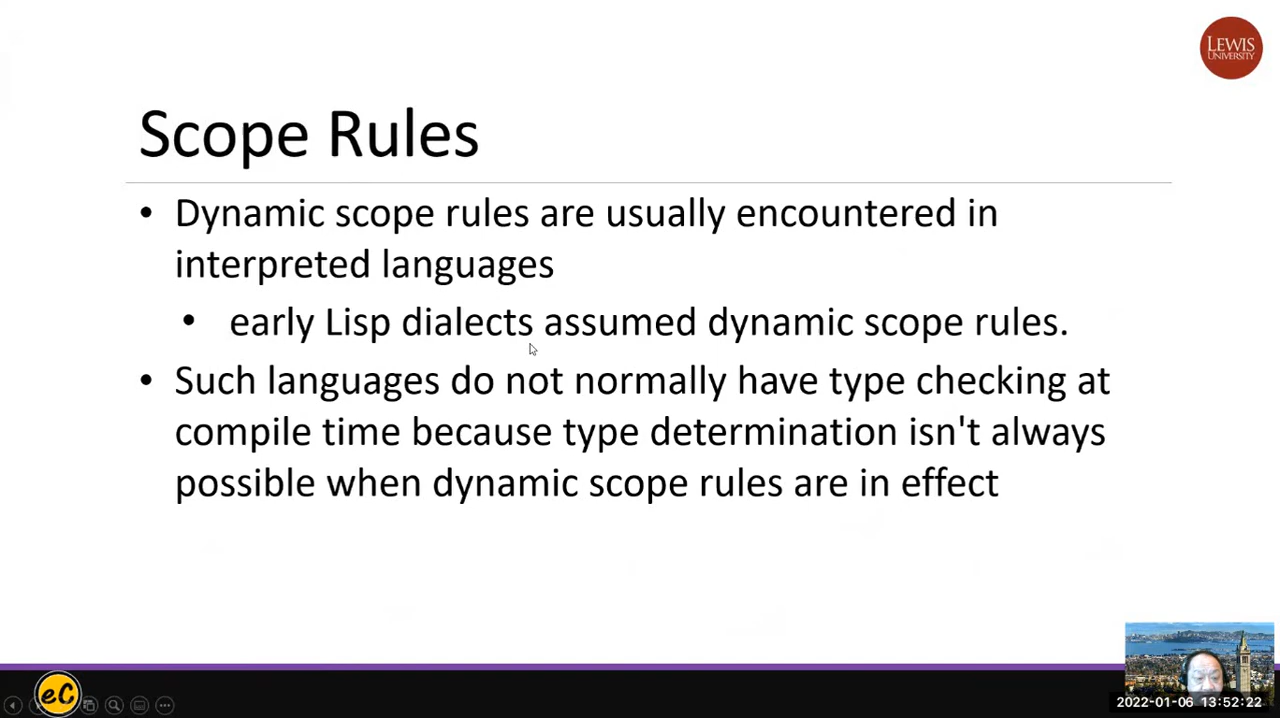 LEWIS
UNIVERSITY
Scope Rules
• Dynamic scope rules are usually encountered in
interpreted languages
• early Lisp dialects assumed dynamic scope rules.
• Such languages do not normally have type checking at
compile time because type determination isn't always
possible when dynamic scope rules are in effect
eC
2022-01-06 13:52:22